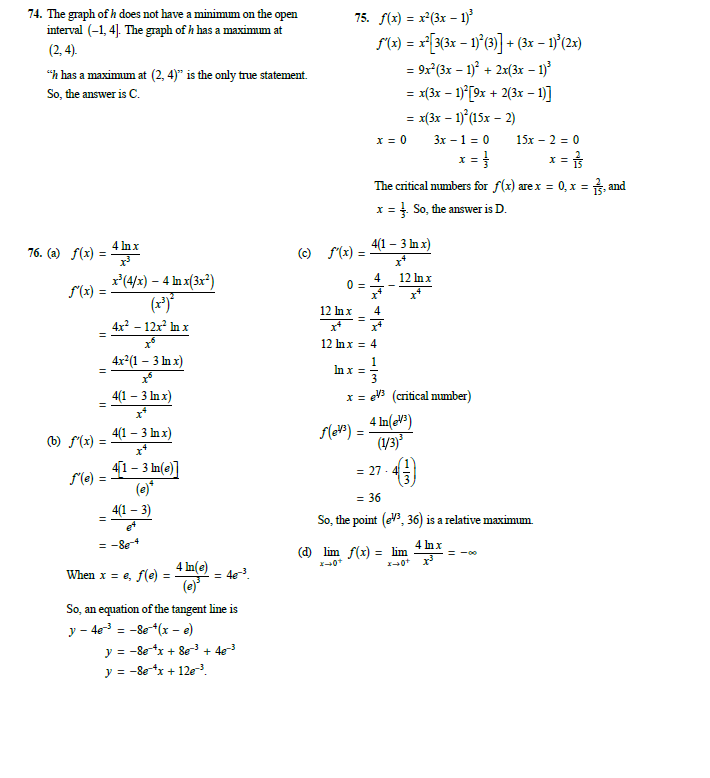 74. The graph of h does not have a minimum on the open
interval (−1, 4]. The graph of h has a maximum at
(2, 4).
“h has a maximum at (2, 4)” is the only true statement.
So, the answer is C.
75. f(x) = x²(3x − 1)³
f′(x) = x²[3(3x − 1)²(3)] + (3x − 1)³(2x)
= 9x²(3x − 1)² + 2x(3x − 1)³
= x(3x − 1)²[9x + 2(3x − 1)]
= x(3x − 1)²(15x − 2)
x = 0 3x − 1 = 0 15x − 2 = 0
x = 1/3 x = 2/15
The critical numbers for f(x) are x = 0, x = 2/15, and
x = 1/3. So, the answer is D.
76. (a) f(x) = 4 ln x / x³
f′(x) = x³(4/x) − 4 ln x(3x²) / (x³)²
= 4x² − 12x² ln x / x⁶
= 4x²(1 − 3 ln x) / x⁶
= 4(1 − 3 ln x) / x⁴
(b) f′(x) = 4(1 − 3 ln x) / x⁴
f′(e) = 4[1 − 3 ln(e)] / (e)⁴
= 4(1 − 3) / e⁴
= −8e⁻⁴
When x = e, f(e) = 4 ln(e) / (e)³ = 4e⁻³.
So, an equation of the tangent line is
y − 4e⁻³ = −8e⁻⁴(x − e)
y = −8e⁻⁴x + 8e⁻³ + 4e⁻³
y = −8e⁻⁴x + 12e⁻³.
(c) f′(x) = 4(1 − 3 ln x) / x⁴
0 = 4/x⁴ − 12 ln x / x⁴
12 ln x / x⁴ = 4/x⁴
12 ln x = 4
ln x = 1/3
x = e^(1/3) (critical number)
f(e^(1/3)) = 4 ln(e^(1/3)) / (1/3)³
= 27 · 4(1/3)
= 36
So, the point (e^(1/3), 36) is a relative maximum.
(d) lim x→0⁺ f(x) = lim x→0⁺ 4 ln x / x³ = −∞